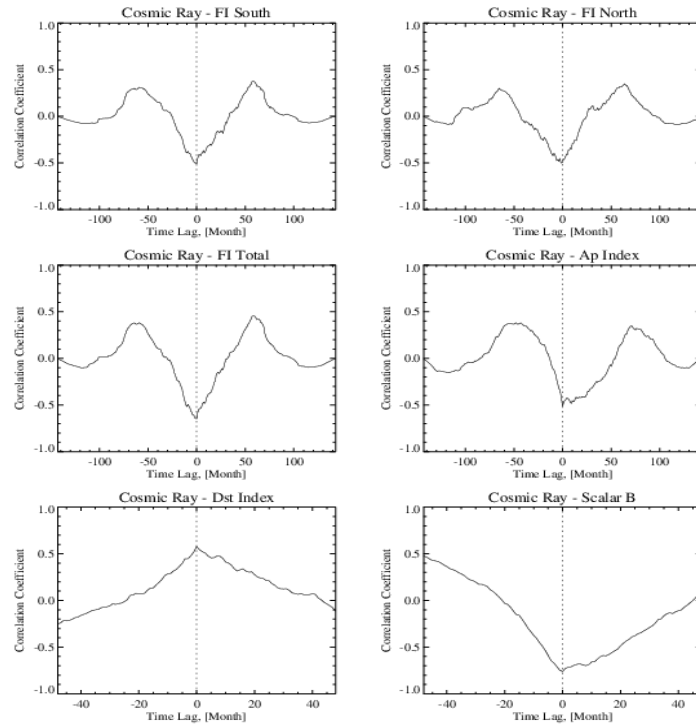 Cosmic Ray - FI South
1.0
0.5
0.0
-0.5
-1.0
Correlation Coefficient
-100 -50 0 50 100
Time Lag, [Month]
Cosmic Ray - FI North
1.0
0.5
0.0
-0.5
-1.0
Correlation Coefficient
-100 -50 0 50 100
Time Lag, [Month]
Cosmic Ray - FI Total
1.0
0.5
0.0
-0.5
-1.0
Correlation Coefficient
-100 -50 0 50 100
Time Lag, [Month]
Cosmic Ray - Ap Index
1.0
0.5
0.0
-0.5
-1.0
Correlation Coefficient
-100 -50 0 50 100
Time Lag, [Month]
Cosmic Ray - Dst Index
1.0
0.5
0.0
-0.5
-1.0
Correlation Coefficient
-40 -20 0 20 40
Time Lag, [Month]
Cosmic Ray - Scalar B
1.0
0.5
0.0
-0.5
-1.0
Correlation Coefficient
-40 -20 0 20 40
Time Lag, [Month]